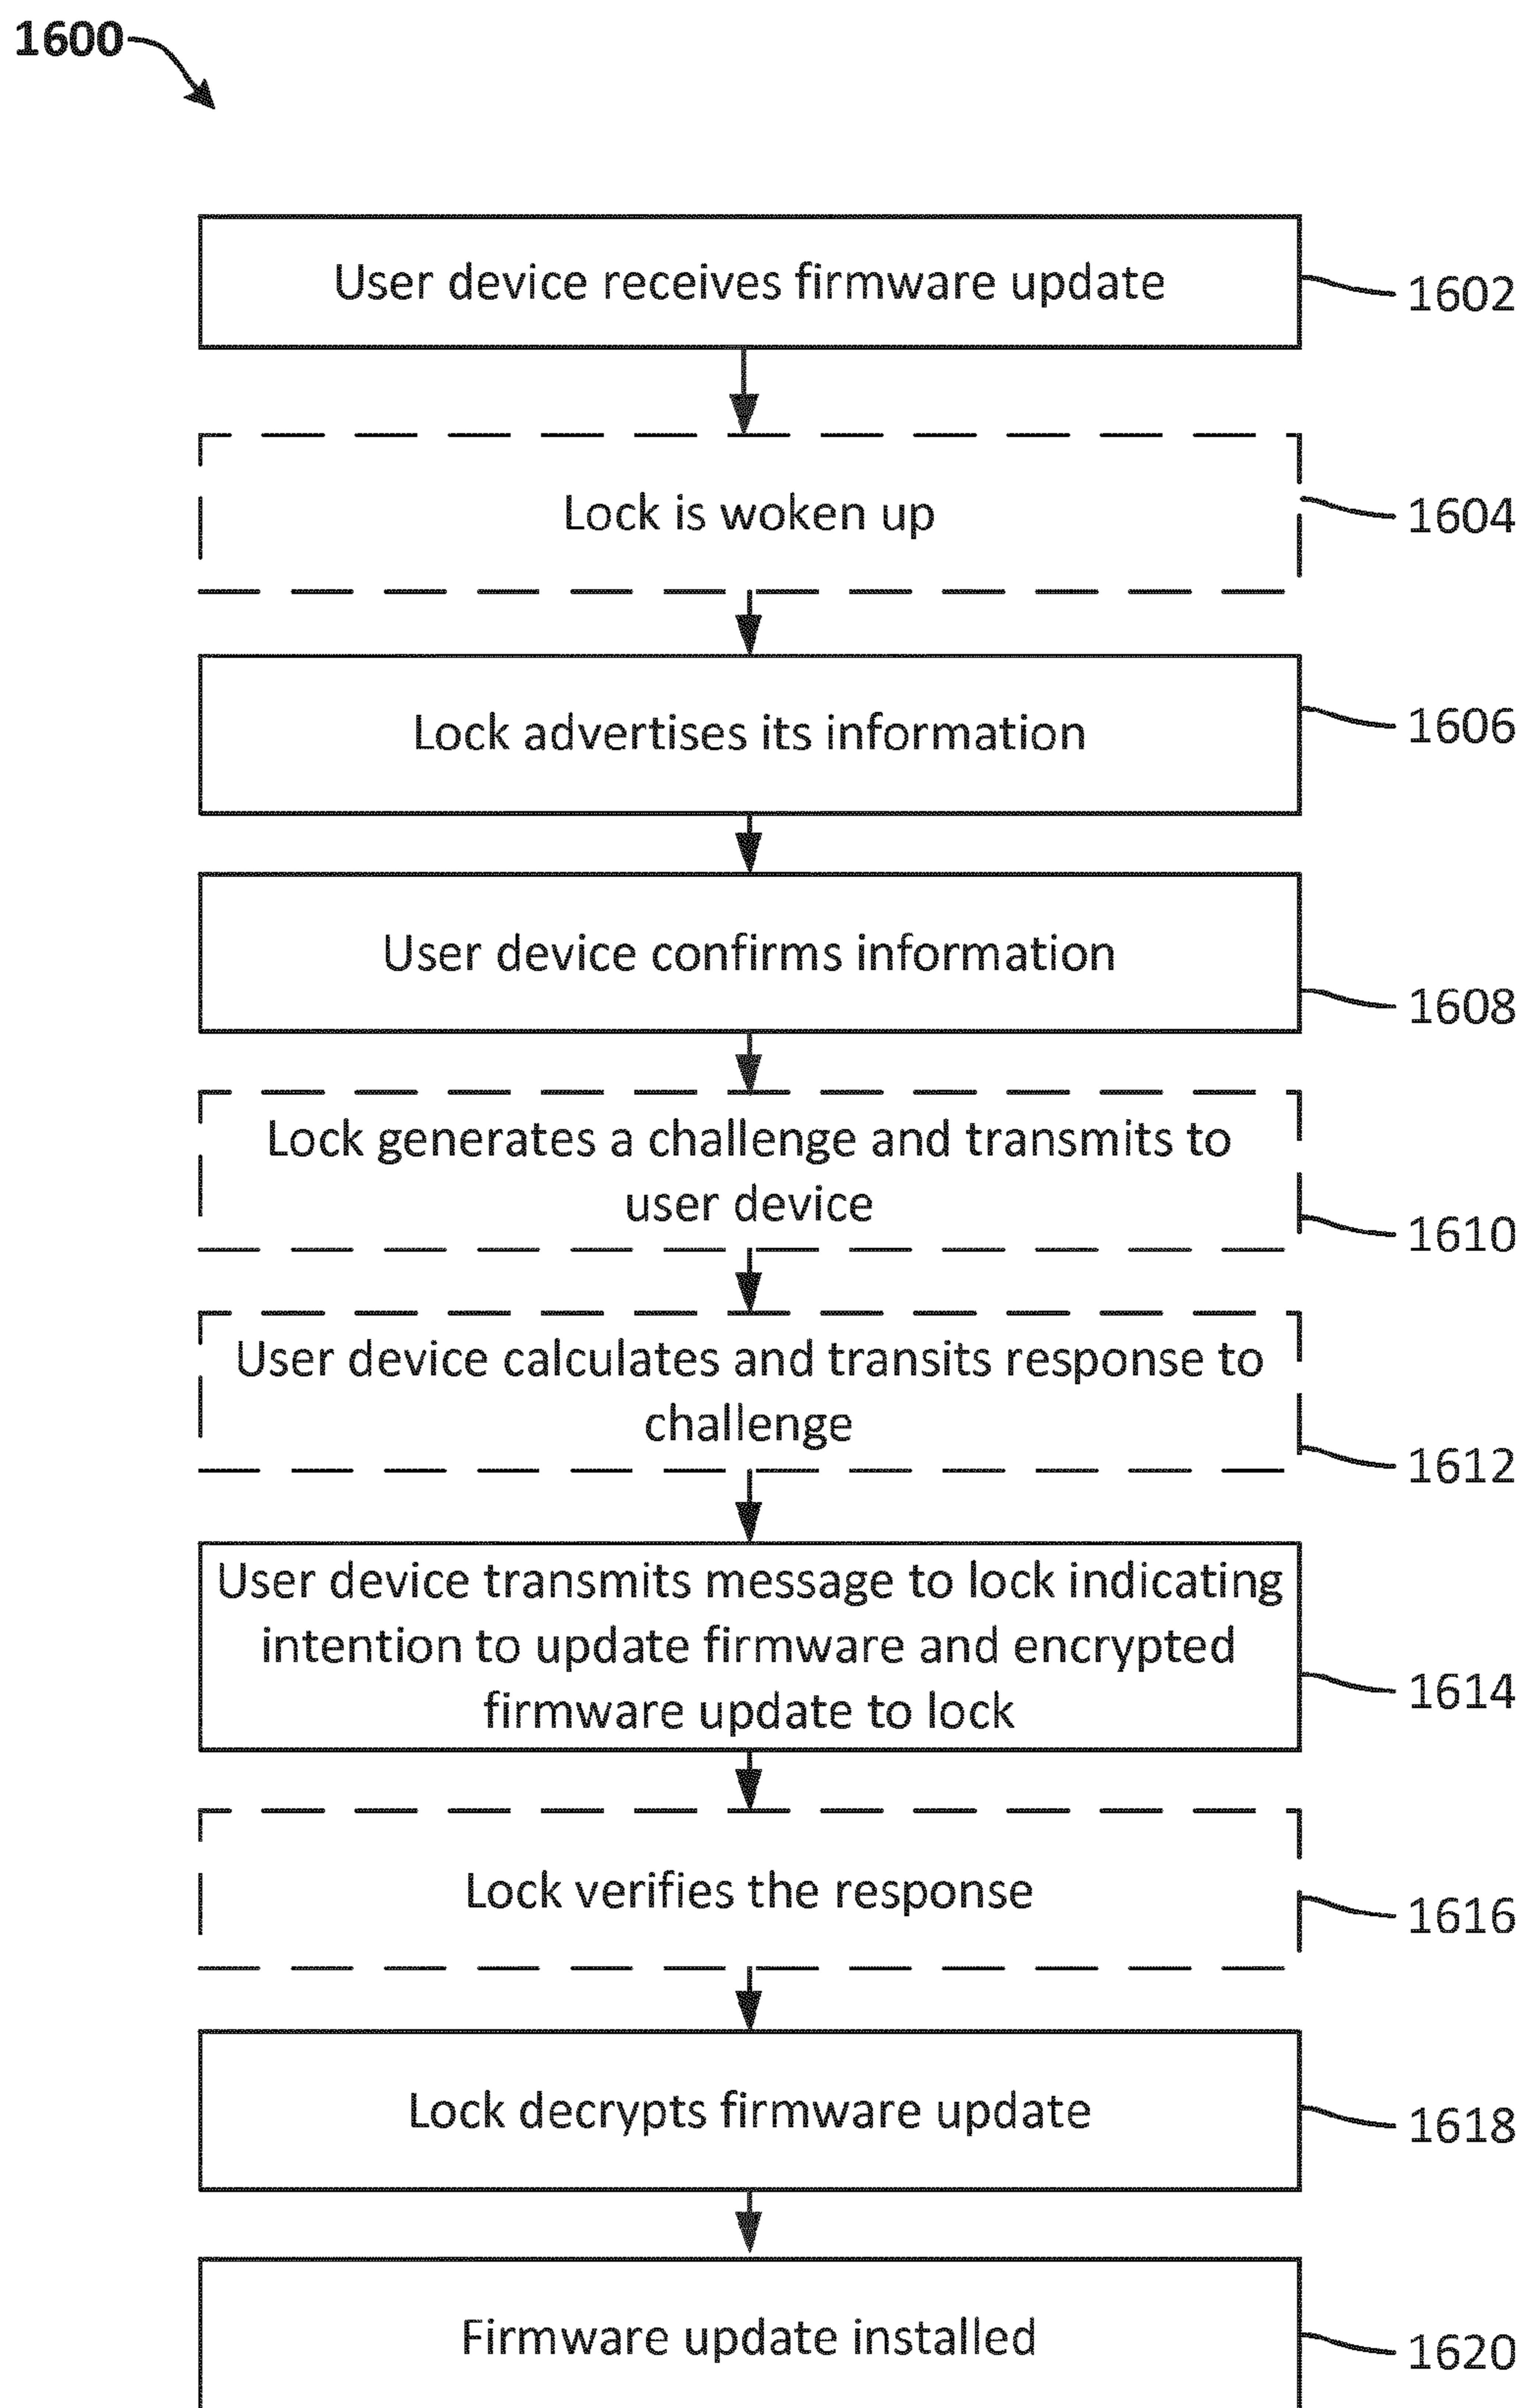 1600
User device receives firmware update
1602
Lock is woken up
1604
Lock advertises its information
1606
User device confirms information
1608
Lock generates a challenge and transmits to
user device
1610
User device calculates and transits response to
challenge
1612
User device transmits message to lock indicating
intention to update firmware and encrypted
firmware update to lock
1614
Lock verifies the response
1616
Lock decrypts firmware update
1618
Firmware update installed
1620